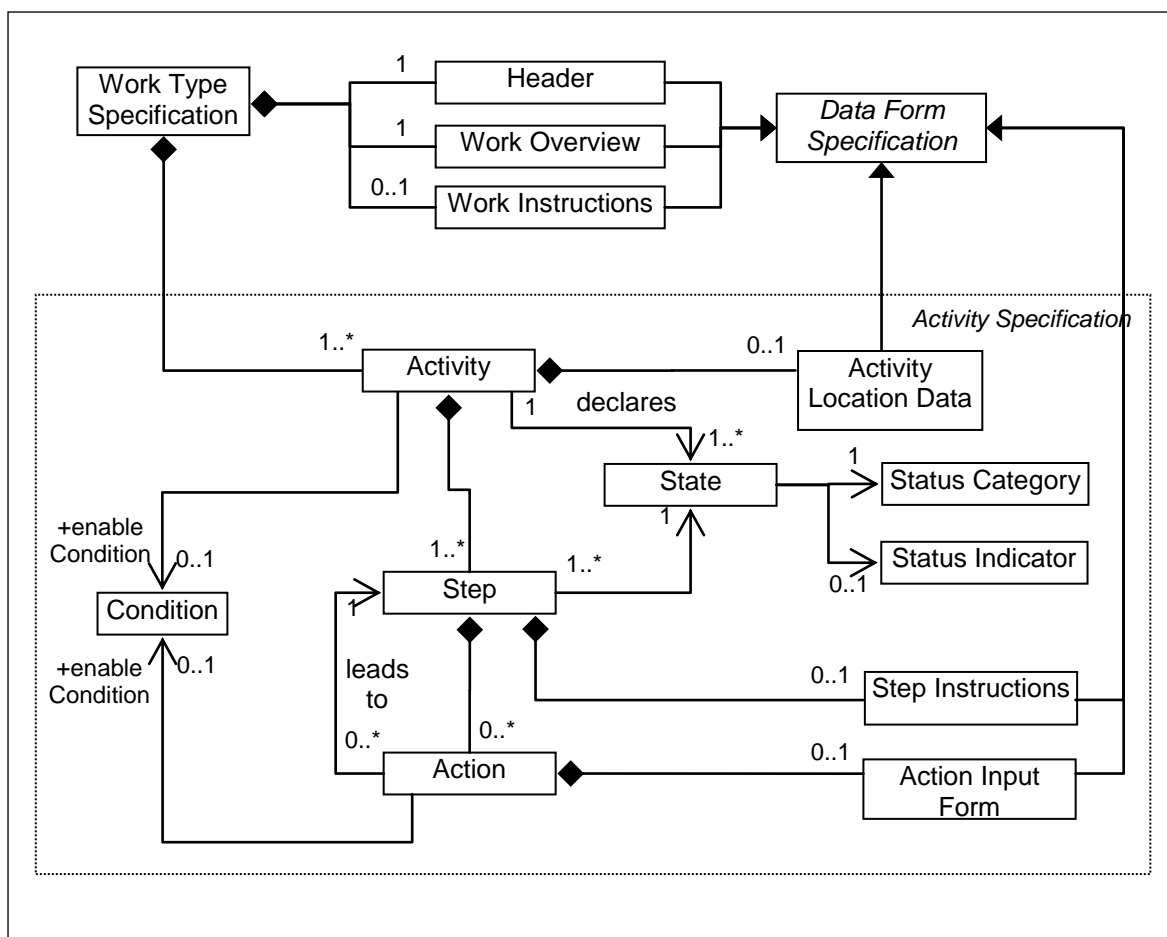 1
Header
Work Type
Specification
Data Form
Specification
1
Work Overview
0..1
Work Instructions
Activity Specification
1..*
Activity
0..1
Activity
Location Data
1
declares
1..*
State
1
Status Category
1
+enable
Condition
0..1
1..*
1..*
Status Indicator
0..1
Condition
Step
1
+enable
Condition
0..1
leads
to
0..1
Step Instructions
0..*
0..*
0..1
Action
Action Input
Form